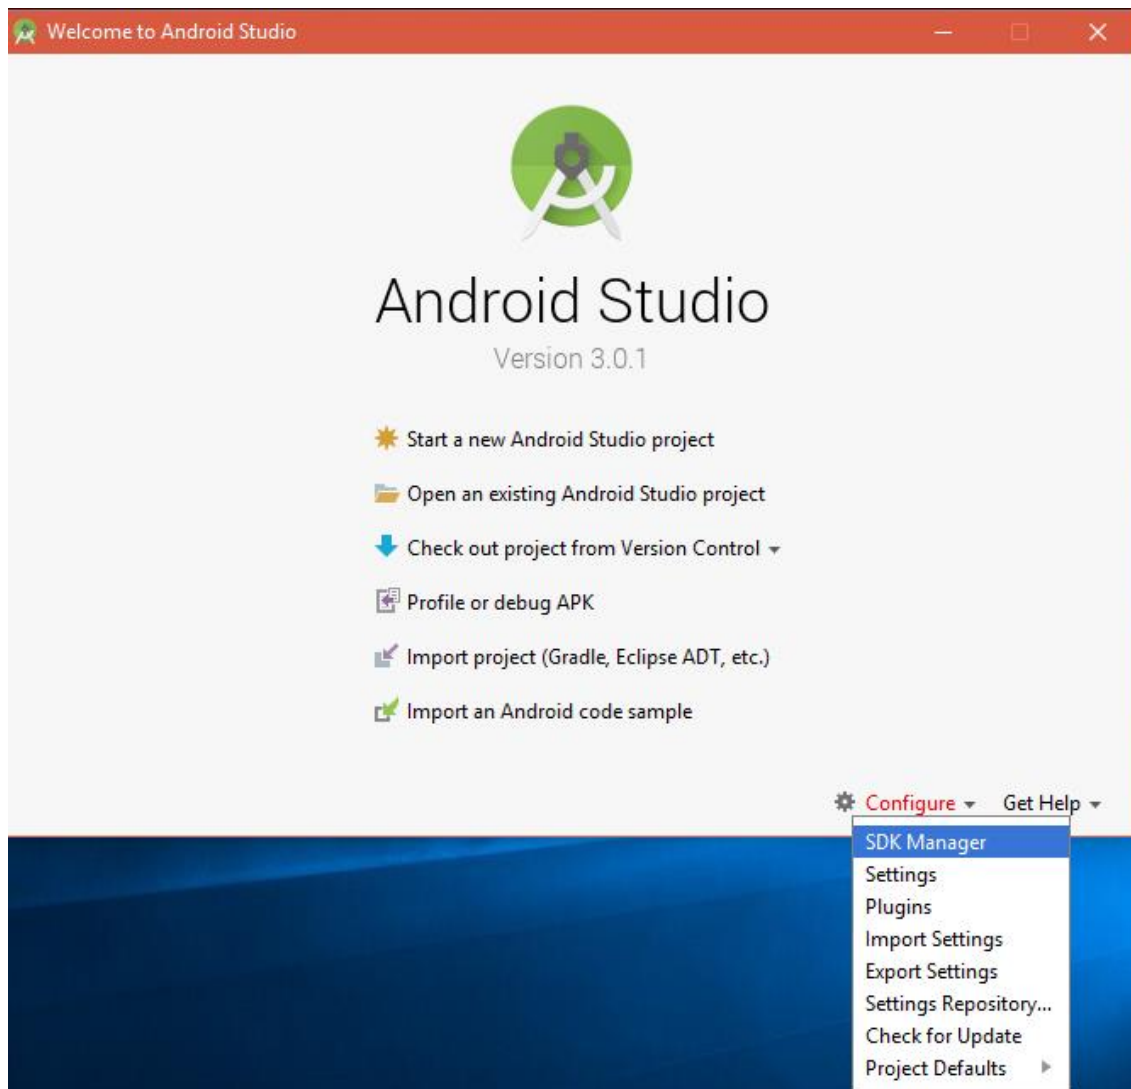 Welcome to Android Studio
Android Studio
Version 3.0.1
Start a new Android Studio project
Open an existing Android Studio project
Check out project from Version Control
Profile or debug APK
Import project (Gradle, Eclipse ADT, etc.)
Import an Android code sample
Configure Get Help
SDK Manager
Settings
Plugins
Import Settings
Export Settings
Settings Repository...
Check for Update
Project Defaults